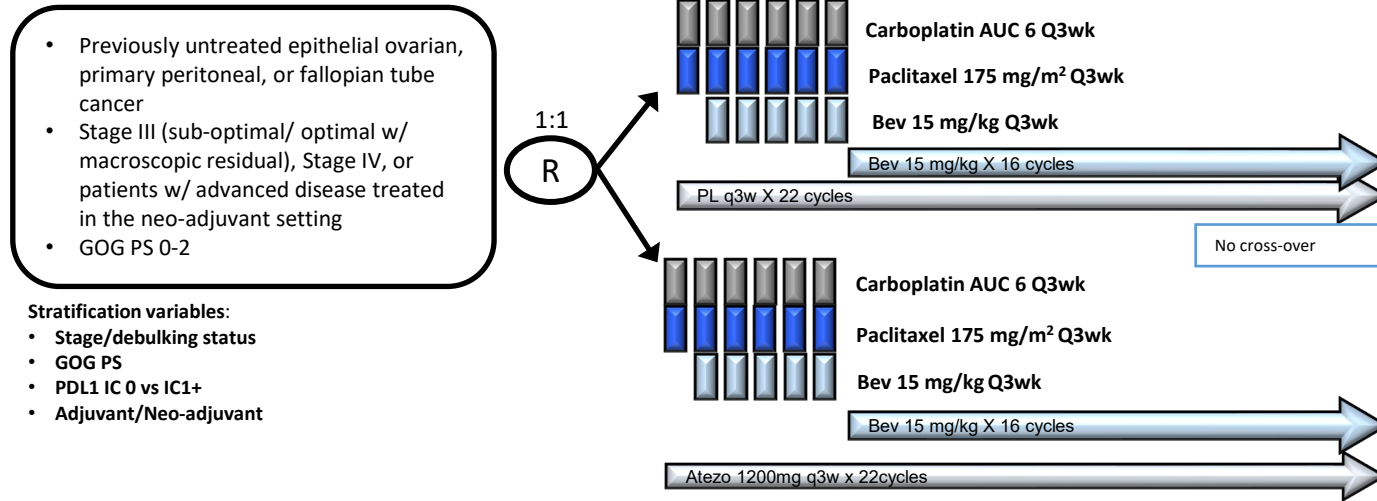 • Previously untreated epithelial ovarian,
primary peritoneal, or fallopian tube
cancer
• Stage III (sub-optimal/ optimal w/
macroscopic residual), Stage IV, or
patients w/ advanced disease treated
in the neo-adjuvant setting
• GOG PS 0-2
Stratification variables:
• Stage/debulking status
• GOG PS
• PDL1 IC 0 vs IC1+
• Adjuvant/Neo-adjuvant
1:1
R
Carboplatin AUC 6 Q3wk
Paclitaxel 175 mg/m² Q3wk
Bev 15 mg/kg Q3wk
Bev 15 mg/kg X 16 cycles
PL q3w X 22 cycles
No cross-over
Carboplatin AUC 6 Q3wk
Paclitaxel 175 mg/m² Q3wk
Bev 15 mg/kg Q3wk
Bev 15 mg/kg X 16 cycles
Atezo 1200mg q3w x 22cycles